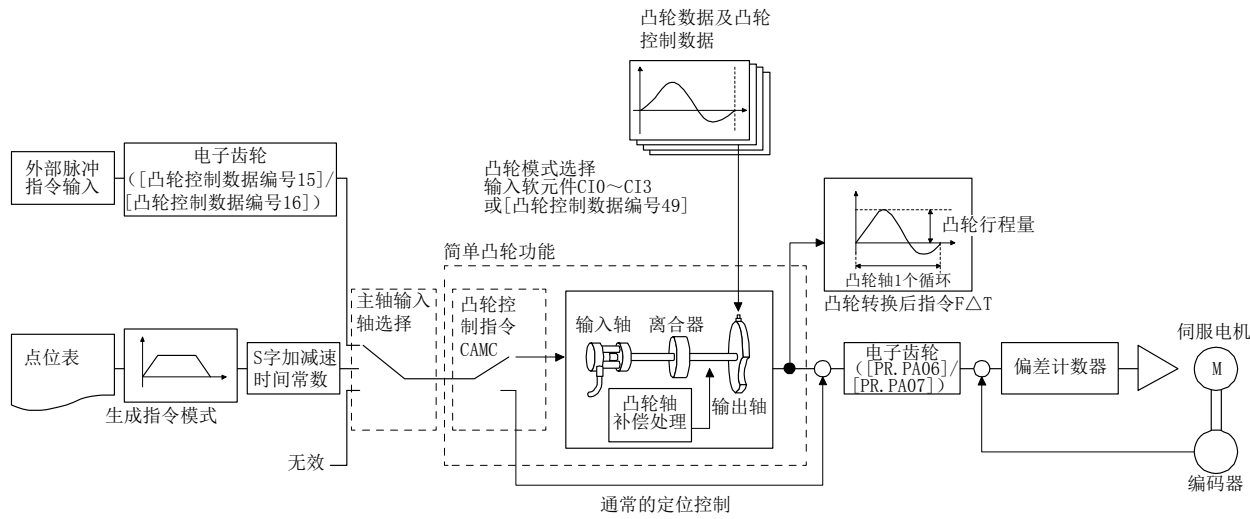 凸轮数据及凸轮
控制数据
外部脉冲
指令输入
电子齿轮
([凸轮控制数据编号15]/
[凸轮控制数据编号16])
凸轮模式选择
输入软元件CI0～CI3
或[凸轮控制数据编号49]
凸轮行程量
凸轮轴1个循环
凸轮转换后指令F△T
简单凸轮功能
主轴输入
轴选择
凸轮控
制指令
CAMC
输入轴
离合器
凸轮轴
补偿处理
输出轴
点位表
生成指令模式
S字加减速
时间常数
无效
通常的定位控制
电子齿轮
([PR.PA06]/
[PR.PA07])
偏差计数器
伺服电机
M
编码器